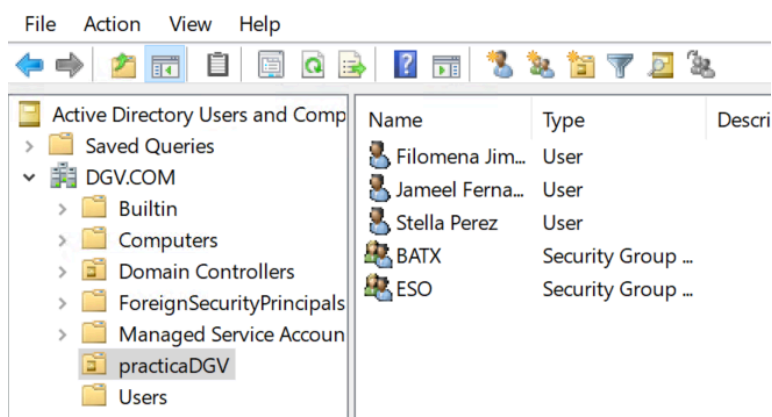 File Action View Help
Active Directory Users and Comp
Saved Queries
DGV.COM
Builtin
Computers
Domain Controllers
ForeignSecurityPrincipals
Managed Service Accoun
practicaDGV
Users
Name Type Descri
Filomena Jim... User
Jameel Ferna... User
Stella Perez User
BATX Security Group ...
ESO Security Group ...